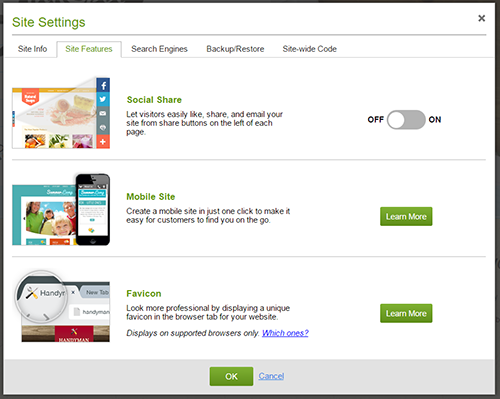 Site Settings
Site Info Site Features Search Engines Backup/Restore Site-wide Code
Social Share
Let visitors easily like, share, and email your
site from share buttons on the left of each
page.
OFF ON
Mobile Site
Create a mobile site in just one click to make it
easy for customers to find you on the go.
Learn More
Handyr
New Tab
handyman
HANDYMAN
Favicon
Look more professional by displaying a unique
favicon in the browser tab for your website.
Displays on supported browsers only. Which ones?
Learn More
OK Cancel